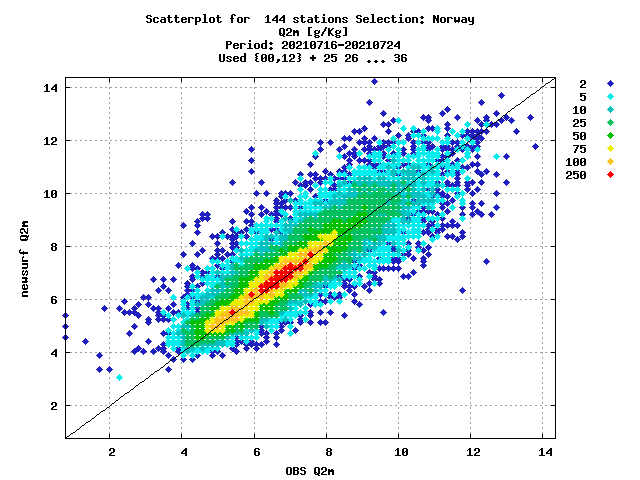 Scatterplot for  144 stations Selection: Norway
Q2m [g/Kg]
Period: 20210716-20210724
Used {00,12} + 25 26 ... 36
2
5
10
25
50
75
100
250
14
12
10
8
6
4
2
newsurf Q2m
2 4 6 8 10 12 14
OBS Q2m